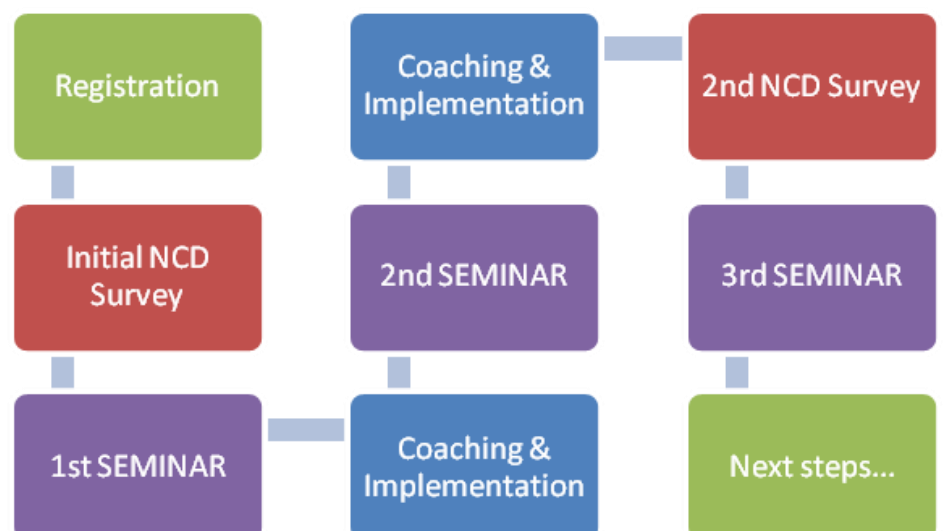 Registration
Initial NCD
Survey
1st SEMINAR
Coaching &
Implementation
2nd SEMINAR
Coaching &
Implementation
2nd NCD Survey
3rd SEMINAR
Next steps...